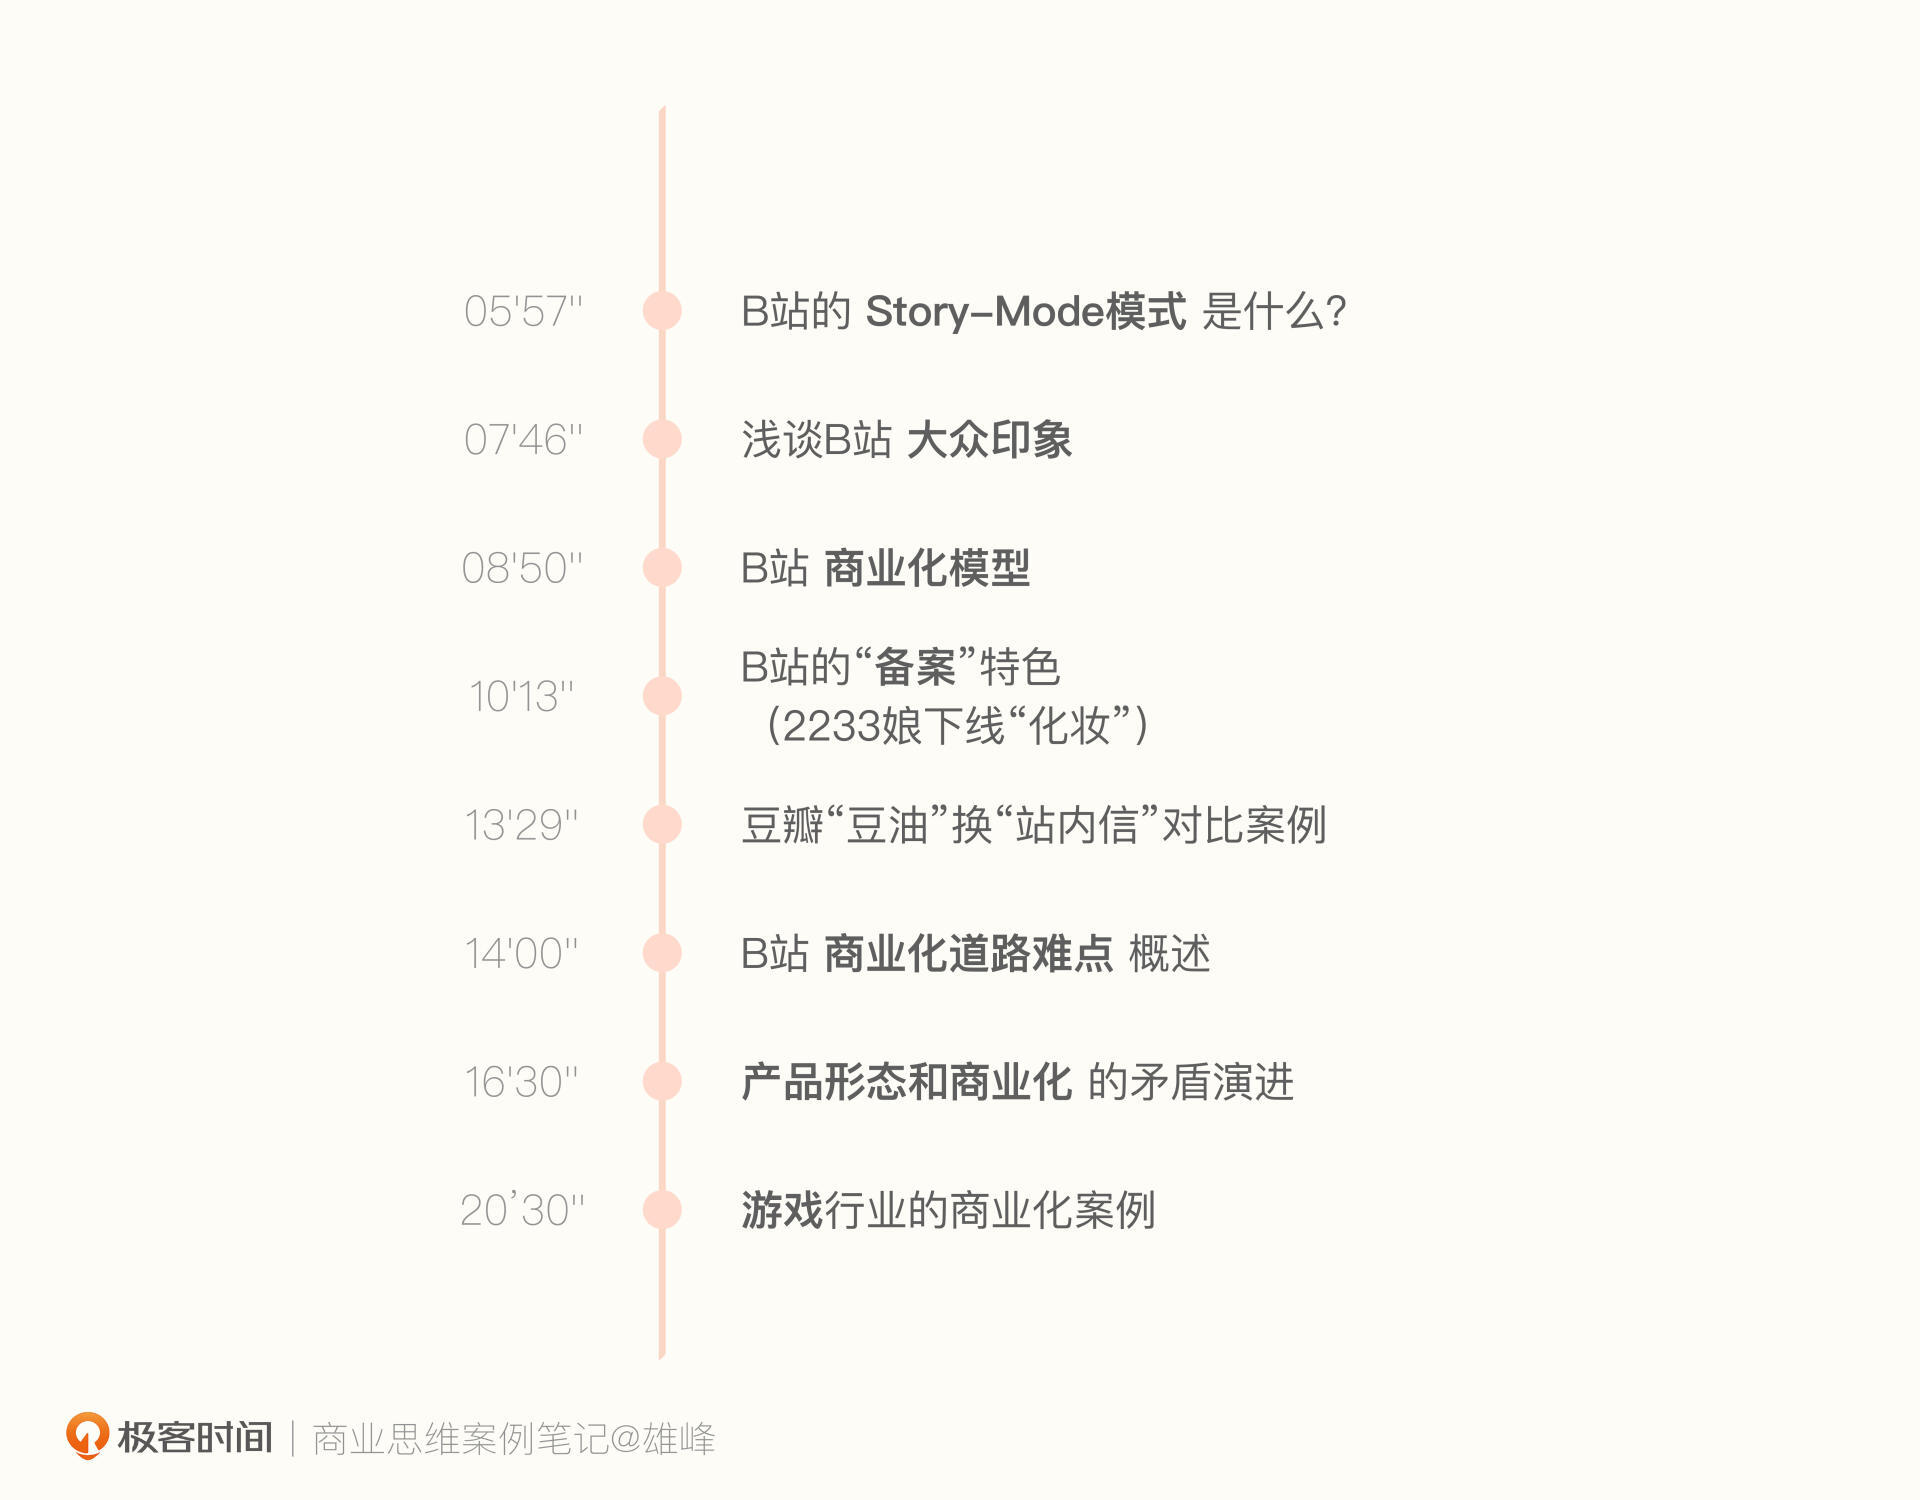 05'57" B站的 Story-Mode模式 是什么?
07'46" 浅谈B站 大众印象
08'50" B站 商业化模型
10'13" B站的“备案”特色
（2233娘下线“化妆”）
13'29" 豆瓣“豆油”换“站内信”对比案例
14'00" B站 商业化道路难点 概述
16'30" 产品形态和商业化 的矛盾演进
20’30" 游戏行业的商业化案例
极客时间 | 商业思维案例笔记@雄峰